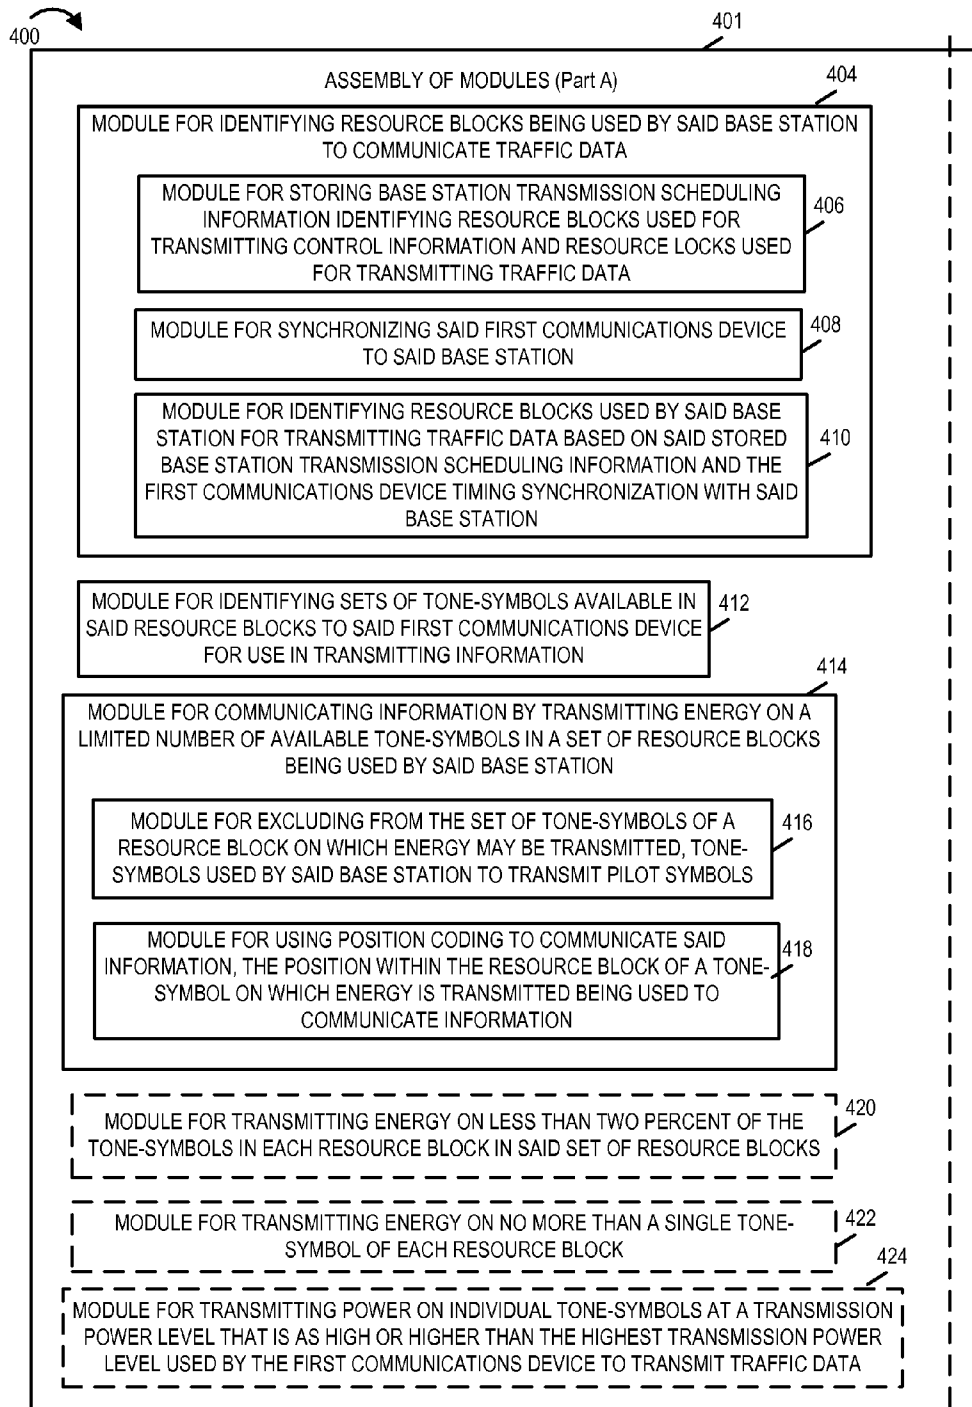 400
401
ASSEMBLY OF MODULES (Part A)
404
MODULE FOR IDENTIFYING RESOURCE BLOCKS BEING USED BY SAID BASE STATION
TO COMMUNICATE TRAFFIC DATA
MODULE FOR STORING BASE STATION TRANSMISSION SCHEDULING
INFORMATION IDENTIFYING RESOURCE BLOCKS USED FOR
TRANSMITTING CONTROL INFORMATION AND RESOURCE LOCKS USED
FOR TRANSMITTING TRAFFIC DATA
406
MODULE FOR SYNCHRONIZING SAID FIRST COMMUNICATIONS DEVICE
TO SAID BASE STATION
408
MODULE FOR IDENTIFYING RESOURCE BLOCKS USED BY SAID BASE
STATION FOR TRANSMITTING TRAFFIC DATA BASED ON SAID STORED
BASE STATION TRANSMISSION SCHEDULING INFORMATION AND THE
FIRST COMMUNICATIONS DEVICE TIMING SYNCHRONIZATION WITH SAID
BASE STATION
410
MODULE FOR IDENTIFYING SETS OF TONE-SYMBOLS AVAILABLE IN
SAID RESOURCE BLOCKS TO SAID FIRST COMMUNICATIONS DEVICE
FOR USE IN TRANSMITTING INFORMATION
412
414
MODULE FOR COMMUNICATING INFORMATION BY TRANSMITTING ENERGY ON A
LIMITED NUMBER OF AVAILABLE TONE-SYMBOLS IN A SET OF RESOURCE BLOCKS
BEING USED BY SAID BASE STATION
MODULE FOR EXCLUDING FROM THE SET OF TONE-SYMBOLS OF A
RESOURCE BLOCK ON WHICH ENERGY MAY BE TRANSMITTED, TONE-
SYMBOLS USED BY SAID BASE STATION TO TRANSMIT PILOT SYMBOLS
416
MODULE FOR USING POSITION CODING TO COMMUNICATE SAID
INFORMATION, THE POSITION WITHIN THE RESOURCE BLOCK OF A TONE-
SYMBOL ON WHICH ENERGY IS TRANSMITTED BEING USED TO
COMMUNICATE INFORMATION
418
MODULE FOR TRANSMITTING ENERGY ON LESS THAN TWO PERCENT OF THE
TONE-SYMBOLS IN EACH RESOURCE BLOCK IN SAID SET OF RESOURCE BLOCKS
420
MODULE FOR TRANSMITTING ENERGY ON NO MORE THAN A SINGLE TONE-
SYMBOL OF EACH RESOURCE BLOCK
422
424
MODULE FOR TRANSMITTING POWER ON INDIVIDUAL TONE-SYMBOLS AT A TRANSMISSION
POWER LEVEL THAT IS AS HIGH OR HIGHER THAN THE HIGHEST TRANSMISSION POWER
LEVEL USED BY THE FIRST COMMUNICATIONS DEVICE TO TRANSMIT TRAFFIC DATA